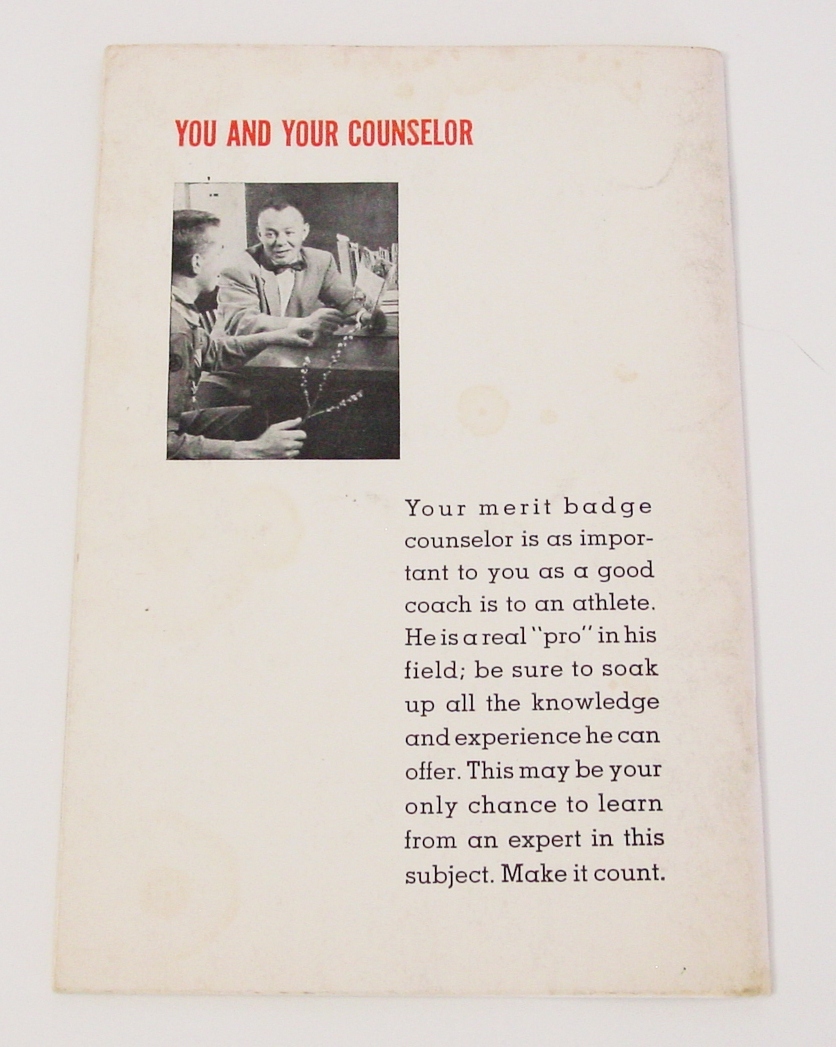 YOU AND YOUR COUNSELOR
Your merit badge
counselor is as impor-
tant to you as a good
coach is to an athlete.
He is a real "pro" in his
field; be sure to soak
up all the knowledge
and experience he can
offer. This may be your
only chance to learn
from an expert in this
subject. Make it count.